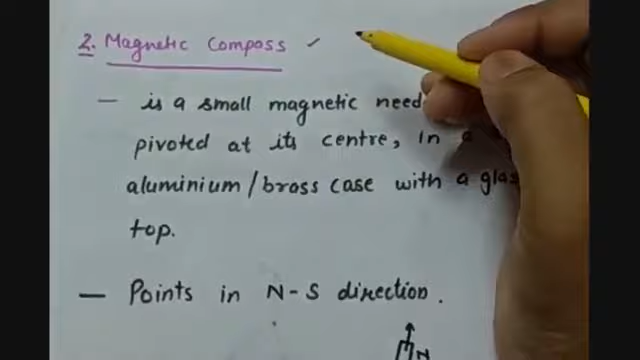 2. Magnetic Compass ✓
— is a small magnetic need
pivoted at its centre, In a
aluminium/brass case with a glas
top.
— Points in N-S direction.
N